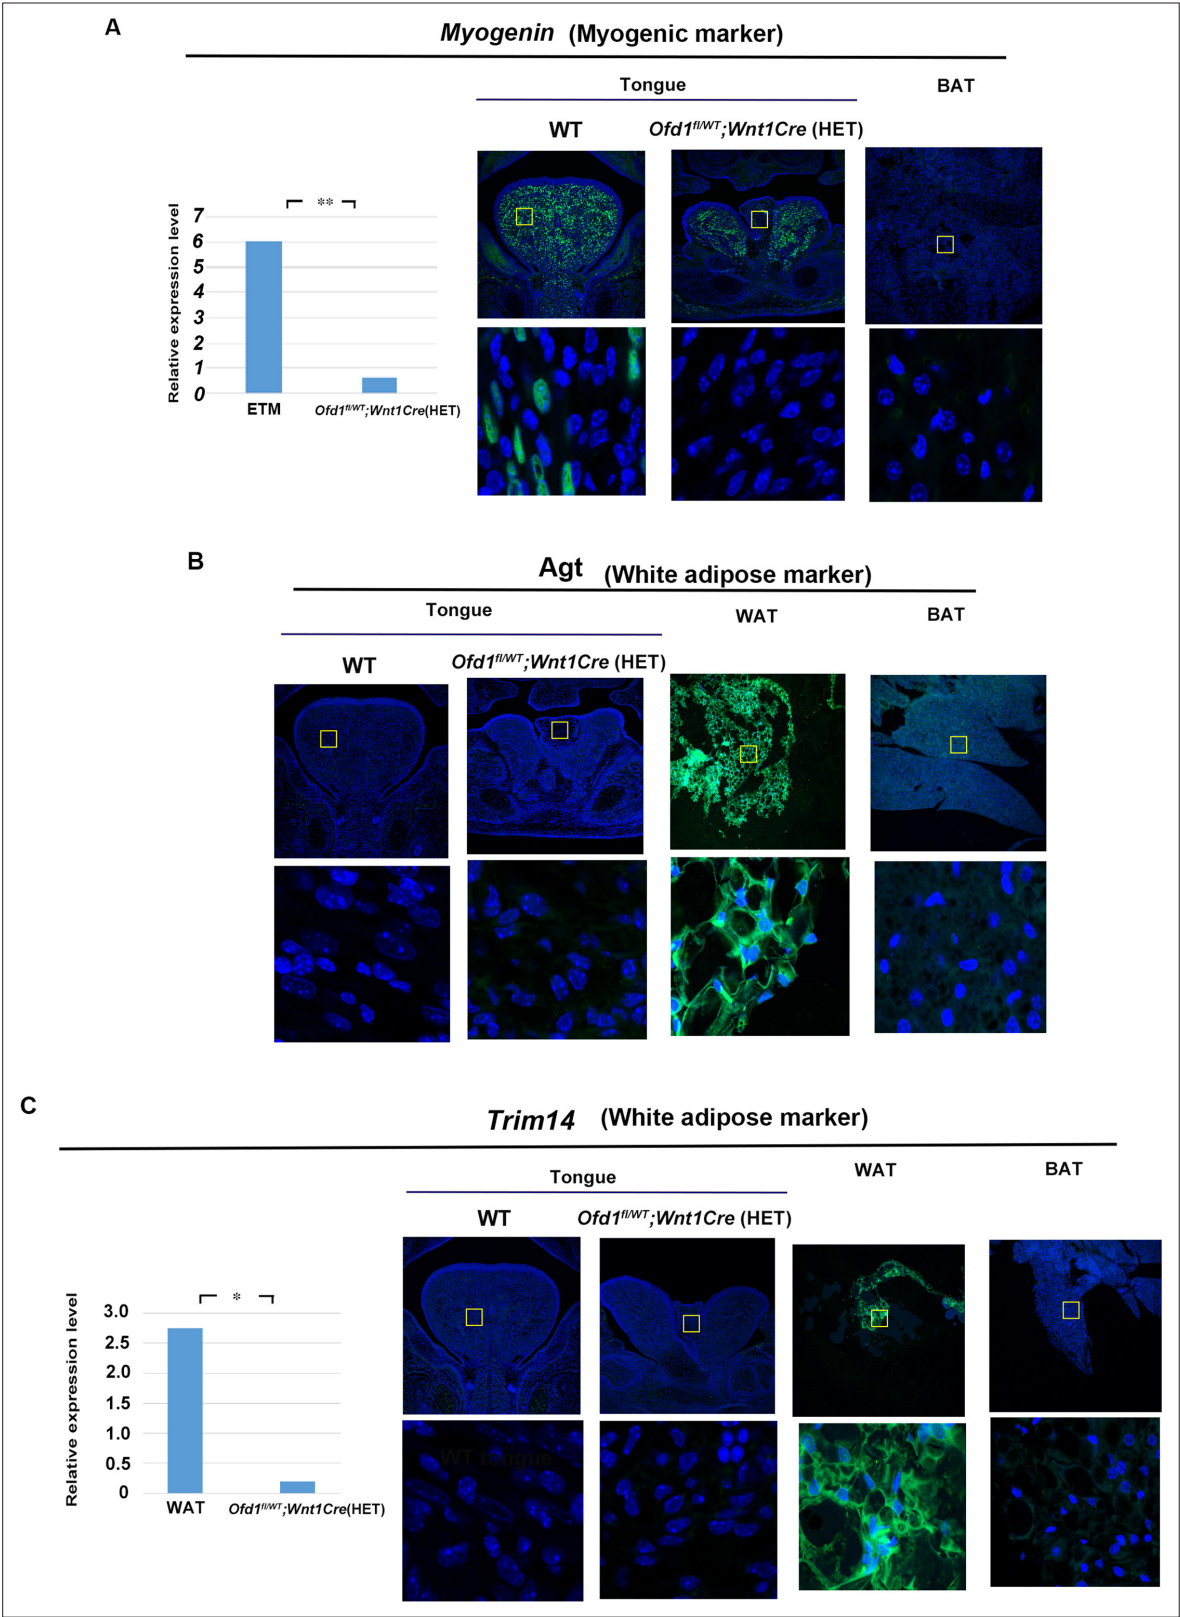 A
Myogenin (Myogenic marker)
Tongue
BAT
WT
Ofd1fl/WT;Wnt1Cre (HET)
Relative expression level
**
7
6
5
4
3
2
1
0
ETM
Ofd1fl/WT;Wnt1Cre(HET)
B
Agt (White adipose marker)
Tongue
WAT
BAT
WT
Ofd1fl/WT;Wnt1Cre (HET)
C
Trim14 (White adipose marker)
Tongue
WAT
BAT
WT
Ofd1fl/WT;Wnt1Cre (HET)
Relative expression level
*
3.0
2.5
2.0
1.5
1.0
0.5
0
WAT
Ofd1fl/WT;Wnt1Cre(HET)
WT tongue